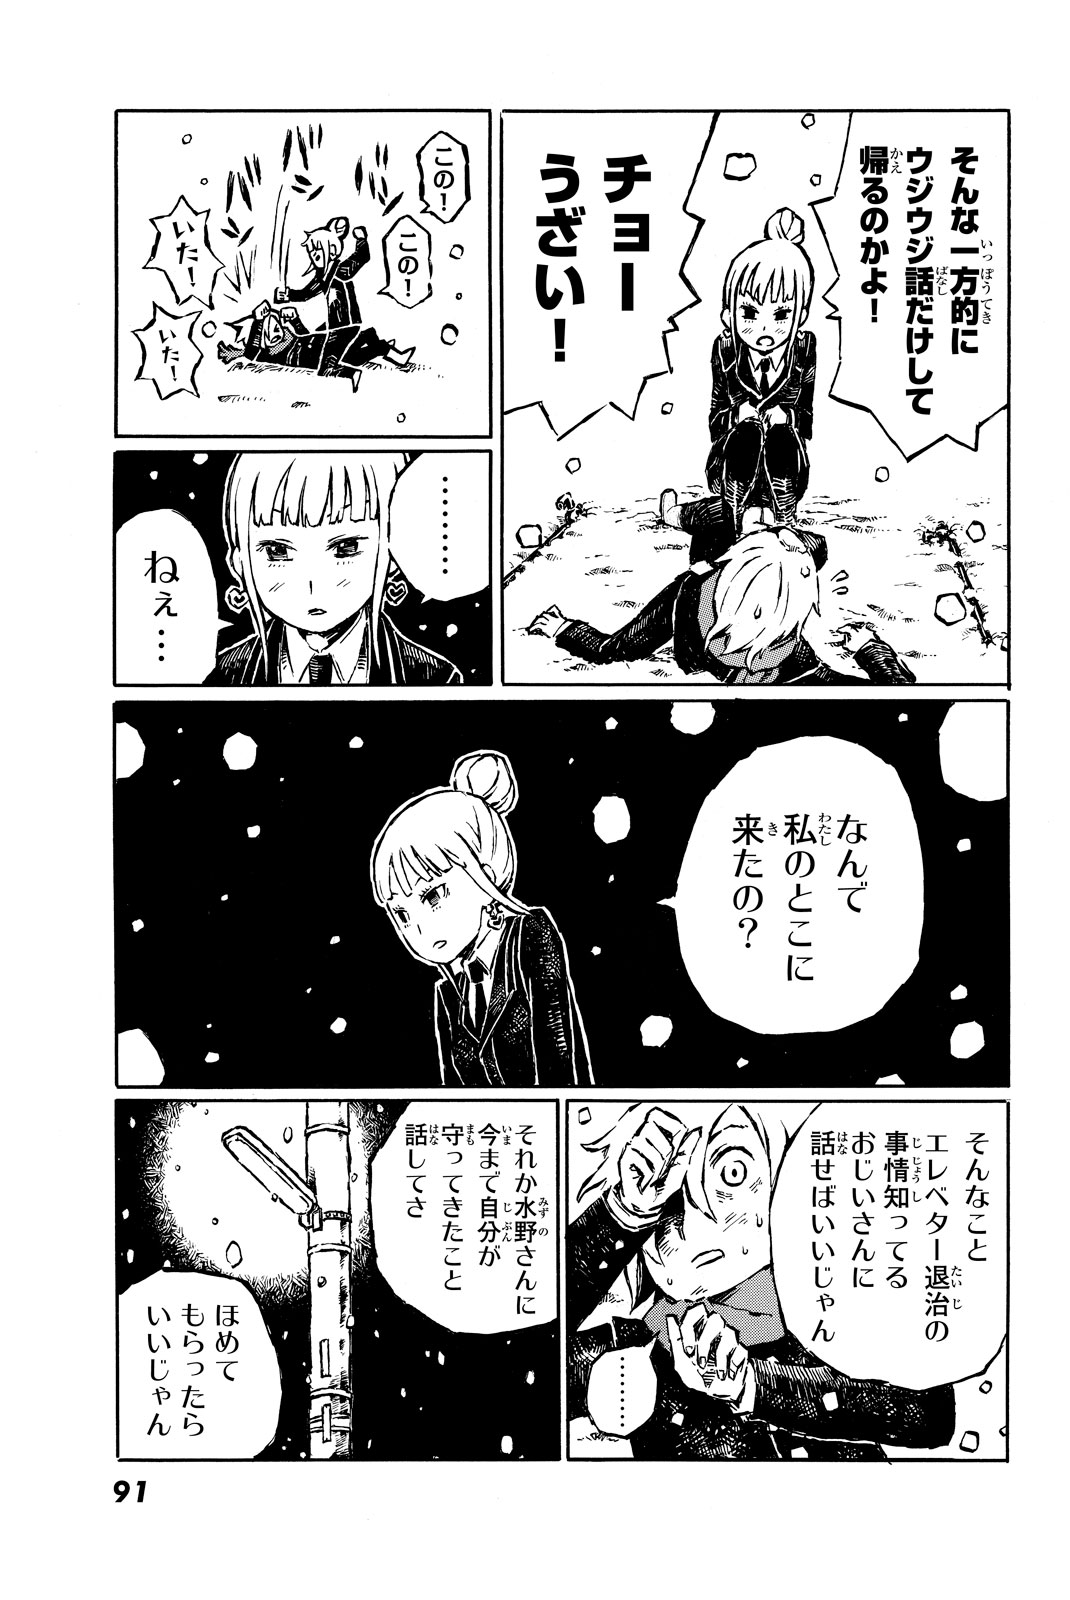 そんな一方的に
ウジウジ話だけして
帰るのかよ！
チョー
うざい！
この！
この！
いた！
いた！
………
ねぇ…
なんで
私のとこに
来たの？
そんなこと
エレベター退治の
事情知ってる
おじいさんに
話せばいいじゃん
………
それか水野さんに
今まで自分が
守ってきたこと
話してさ
ほめて
もらったら
いいじゃん
91